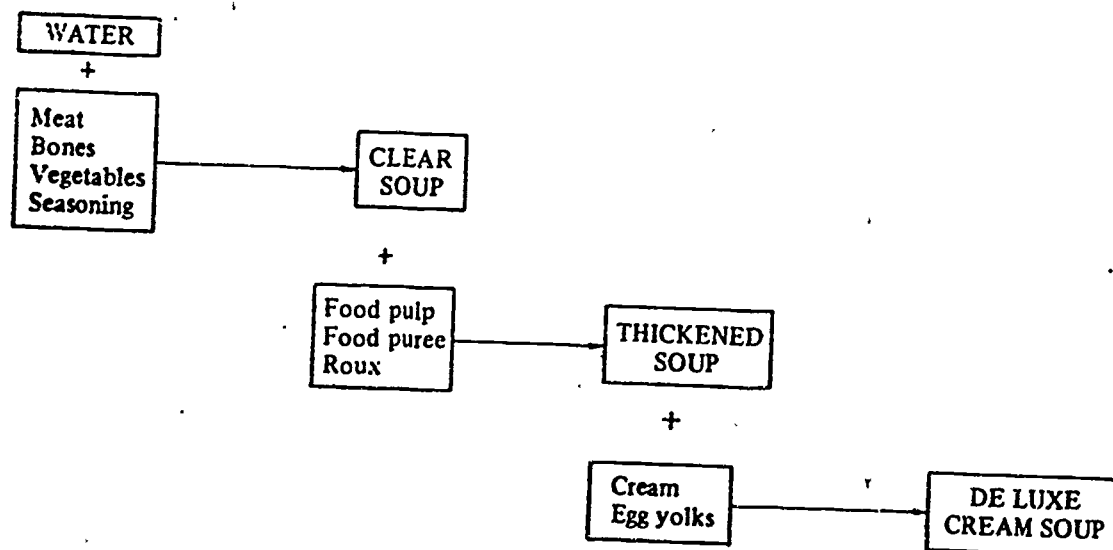 WATER
+
Meat
Bones
Vegetables
Seasoning
CLEAR
SOUP
+
Food pulp
Food puree
Roux
THICKENED
SOUP
+
Cream
Egg yolks
DE LUXE
CREAM SOUP